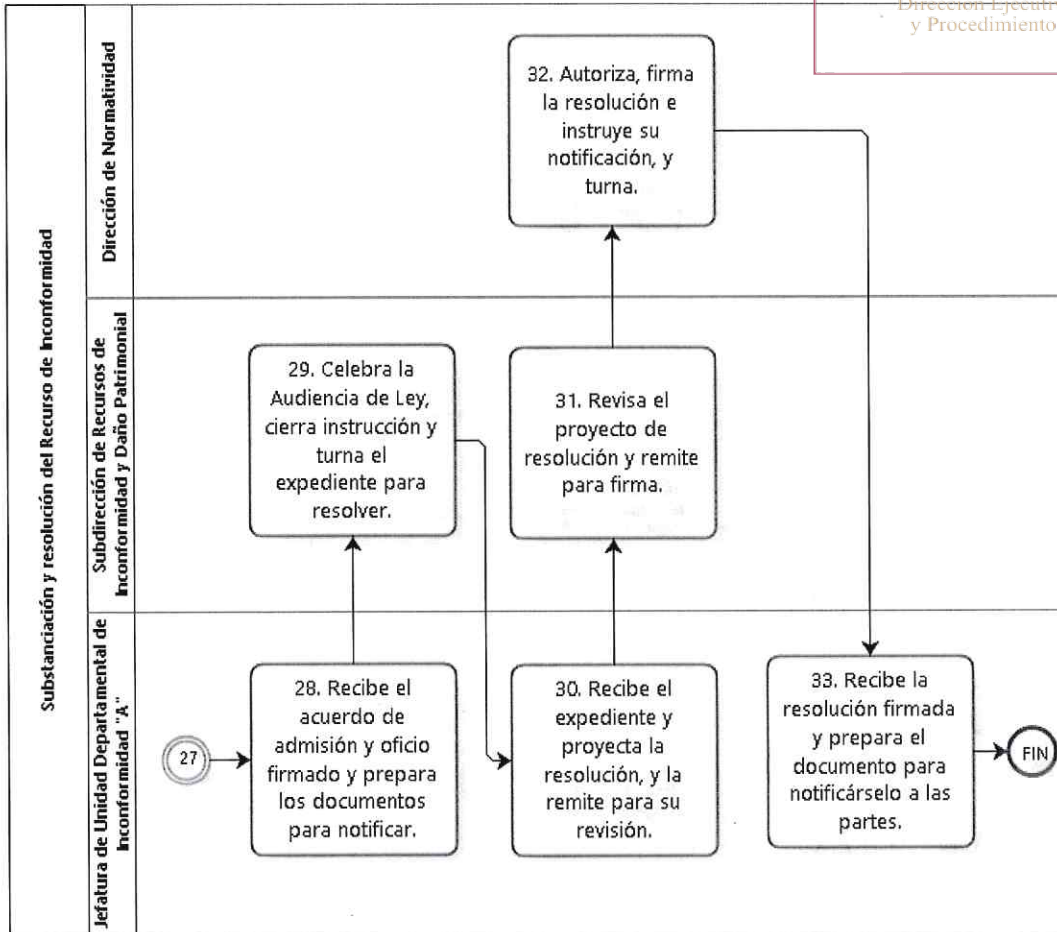 Dirección Ejecuti
y Procedimiento
Substanciación y resolución del Recurso de Inconformidad
Dirección de Normatividad
32. Autoriza, firma
la resolución e
instruye su
notificación, y
turna.
Subdirección de Recursos de
Inconformidad y Daño Patrimonial
29. Celebra la
Audiencia de Ley,
cierra instrucción y
turna el
expediente para
resolver.
31. Revisa el
proyecto de
resolución y remite
para firma.
Jefatura de Unidad Departamental de
Inconformidad "A"
27
28. Recibe el
acuerdo de
admisión y oficio
firmado y prepara
los documentos
para notificar.
30. Recibe el
expediente y
proyecta la
resolución, y la
remite para su
revisión.
33. Recibe la
resolución firmada
y prepara el
documento para
notificárselo a las
partes.
FIN